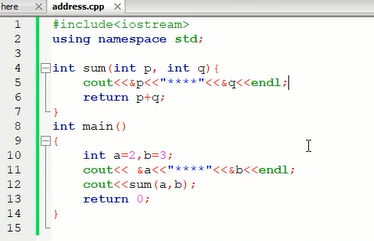 here address.cpp
1 #include<iostream>
2 using namespace std;
3
4 int sum(int p, int q){
5 cout<<&p<<"****"<<&q<<endl;
6 return p+q;
7 }
8 int main()
9 {
10 int a=2,b=3;
11 cout<< &a<<"****"<<&b<<endl;
12 cout<<sum(a,b);
13 return 0;
14 }
15